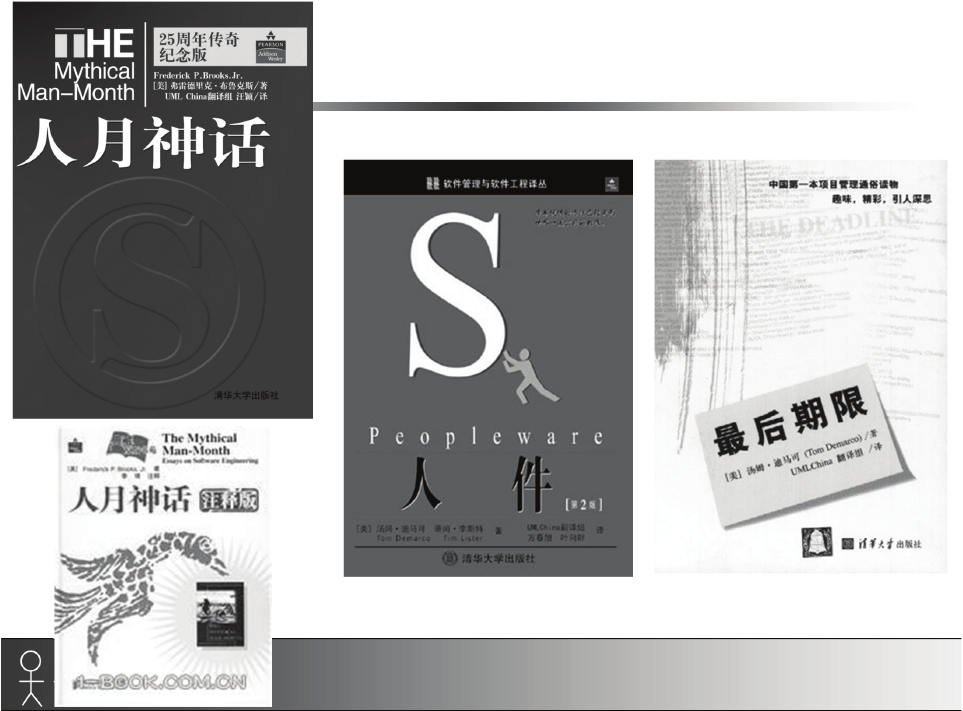 THE
Mythical
Man-Month
25周年传奇
纪念版
PEARSON
Addison
Wesley
Frederick P.Brooks.Jr.
[美] 弗雷德里克·布鲁克斯/著
UML China翻译组 汪颖/译
人月神话
S
清华大学出版社
The Mythical
Man-Month
Essays on Software Engineering
[美] Frederick P. Brooks, Jr. 著
注释
人月神话 注释版
BOOK.COM.CN
软件管理与软件工程译丛
S
Peopleware
人件
[第2版]
[美] 汤姆·迪马可 蒂姆·李斯特 著
Tom Demarco Tim Lister
UMLChina翻译组
方春旭 叶向群 译
清华大学出版社
中国第一本项目管理通俗读物
趣味，精彩，引人深思
THE DEADLINE
最后期限
[美] 汤姆·迪马可 (Tom Demarco) /著
UMLChina 翻译组 /译
清华大学出版社